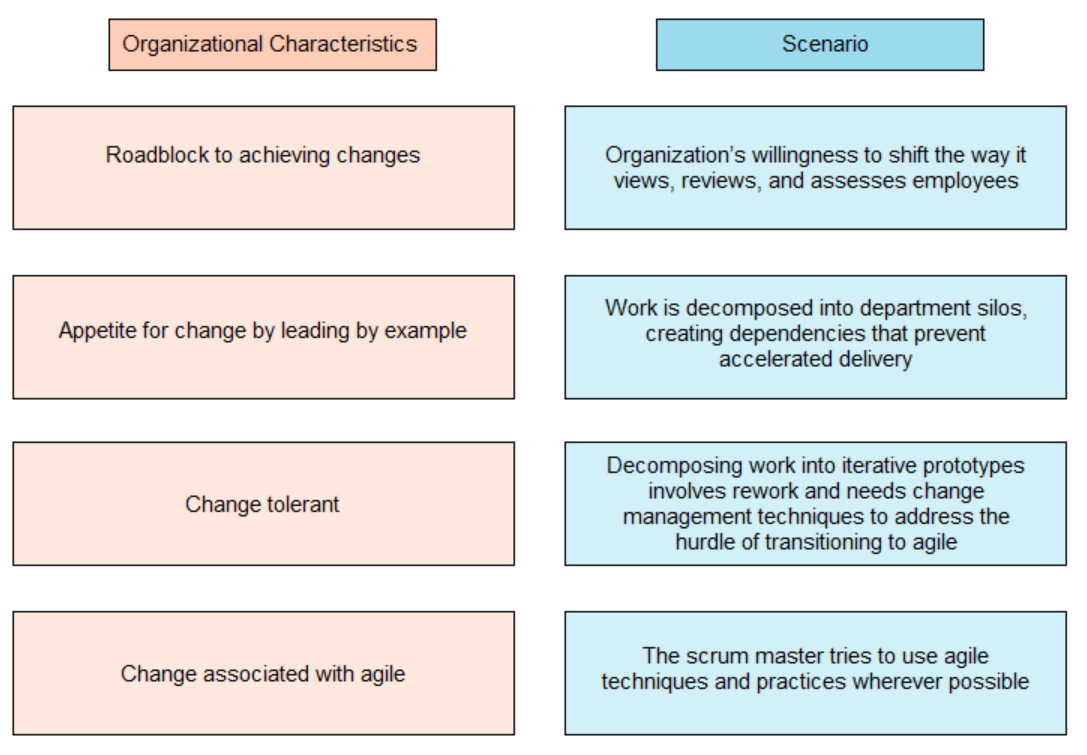 Organizational Characteristics
Scenario
Roadblock to achieving changes
Organization’s willingness to shift the way it
views, reviews, and assesses employees
Appetite for change by leading by example
Work is decomposed into department silos,
creating dependencies that prevent
accelerated delivery
Change tolerant
Decomposing work into iterative prototypes
involves rework and needs change
management techniques to address the
hurdle of transitioning to agile
Change associated with agile
The scrum master tries to use agile
techniques and practices wherever possible